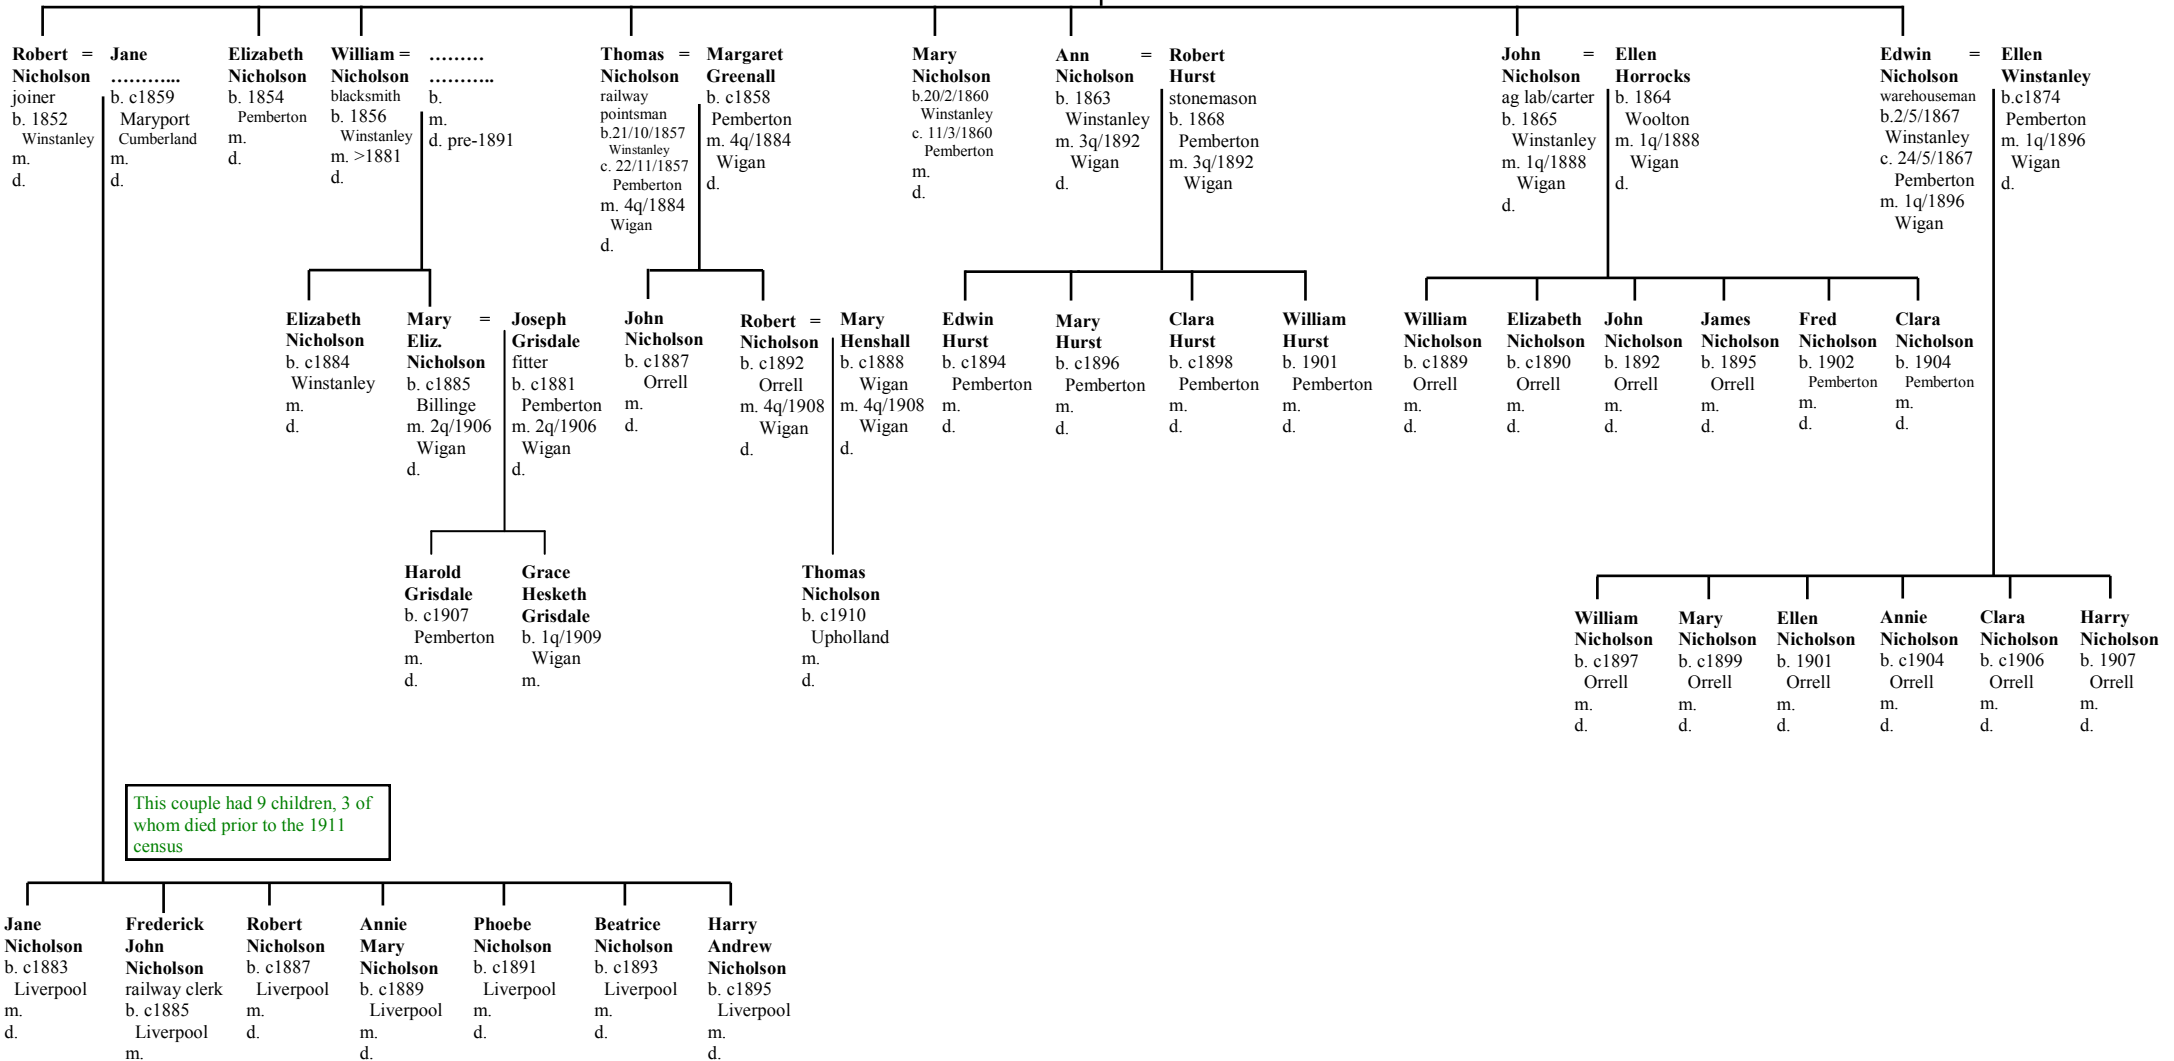 Robert =
Nicholson
joiner
b. 1852
Winstanley
m.
d.
Jane
………...
b. c1859
Maryport
Cumberland
m.
d.
Elizabeth
Nicholson
b. 1854
Pemberton
m.
d.
William =
Nicholson
blacksmith
b. 1856
Winstanley
m. >1881
d.
………
………..
b.
m.
d. pre-1891
Thomas =
Nicholson
railway
pointsman
b.21/10/1857
Winstanley
c. 22/11/1857
Pemberton
m. 4q/1884
Wigan
d.
Margaret
Greenall
b. c1858
Pemberton
m. 4q/1884
Wigan
d.
Mary
Nicholson
b.20/2/1860
Winstanley
c. 11/3/1860
Pemberton
m.
d.
Ann =
Nicholson
b. 1863
Winstanley
m. 3q/1892
Wigan
d.
Robert
Hurst
stonemason
b. 1868
Pemberton
m. 3q/1892
Wigan
John =
Nicholson
ag lab/carter
b. 1865
Winstanley
m. 1q/1888
Wigan
d.
Ellen
Horrocks
b. 1864
Woolton
m. 1q/1888
Wigan
d.
Edwin =
Nicholson
warehouseman
b.2/5/1867
Winstanley
c. 24/5/1867
Pemberton
m. 1q/1896
Wigan
Ellen
Winstanley
b.c1874
Pemberton
m. 1q/1896
Wigan
d.
Elizabeth
Nicholson
b. c1884
Winstanley
m.
d.
Mary =
Eliz.
Nicholson
b. c1885
Billinge
m. 2q/1906
Wigan
d.
Joseph
Grisdale
fitter
b. c1881
Pemberton
m. 2q/1906
Wigan
d.
John
Nicholson
b. c1887
Orrell
m.
d.
Robert =
Nicholson
b. c1892
Orrell
m. 4q/1908
Wigan
d.
Mary
Henshall
b. c1888
Wigan
m. 4q/1908
Wigan
d.
Edwin
Hurst
b. c1894
Pemberton
m.
d.
Mary
Hurst
b. c1896
Pemberton
m.
d.
Clara
Hurst
b. c1898
Pemberton
m.
d.
William
Hurst
b. 1901
Pemberton
m.
d.
William
Nicholson
b. c1889
Orrell
m.
d.
Elizabeth
Nicholson
b. c1890
Orrell
m.
d.
John
Nicholson
b. 1892
Orrell
m.
d.
James
Nicholson
b. 1895
Orrell
m.
d.
Fred
Nicholson
b. 1902
Pemberton
m.
d.
Clara
Nicholson
b. 1904
Pemberton
m.
d.
Harold
Grisdale
b. c1907
Pemberton
m.
d.
Grace
Hesketh
Grisdale
b. 1q/1909
Wigan
m.
Thomas
Nicholson
b. c1910
Upholland
m.
d.
William
Nicholson
b. c1897
Orrell
m.
d.
Mary
Nicholson
b. c1899
Orrell
m.
d.
Ellen
Nicholson
b. 1901
Orrell
m.
d.
Annie
Nicholson
b. c1904
Orrell
m.
d.
Clara
Nicholson
b. c1906
Orrell
m.
d.
Harry
Nicholson
b. 1907
Orrell
m.
d.
This couple had 9 children, 3 of
whom died prior to the 1911
census
Jane
Nicholson
b. c1883
Liverpool
m.
d.
Frederick
John
Nicholson
railway clerk
b. c1885
Liverpool
m.
Robert
Nicholson
b. c1887
Liverpool
m.
d.
Annie
Mary
Nicholson
b. c1889
Liverpool
m.
d.
Phoebe
Nicholson
b. c1891
Liverpool
m.
d.
Beatrice
Nicholson
b. c1893
Liverpool
m.
d.
Harry
Andrew
Nicholson
b. c1895
Liverpool
m.
d.